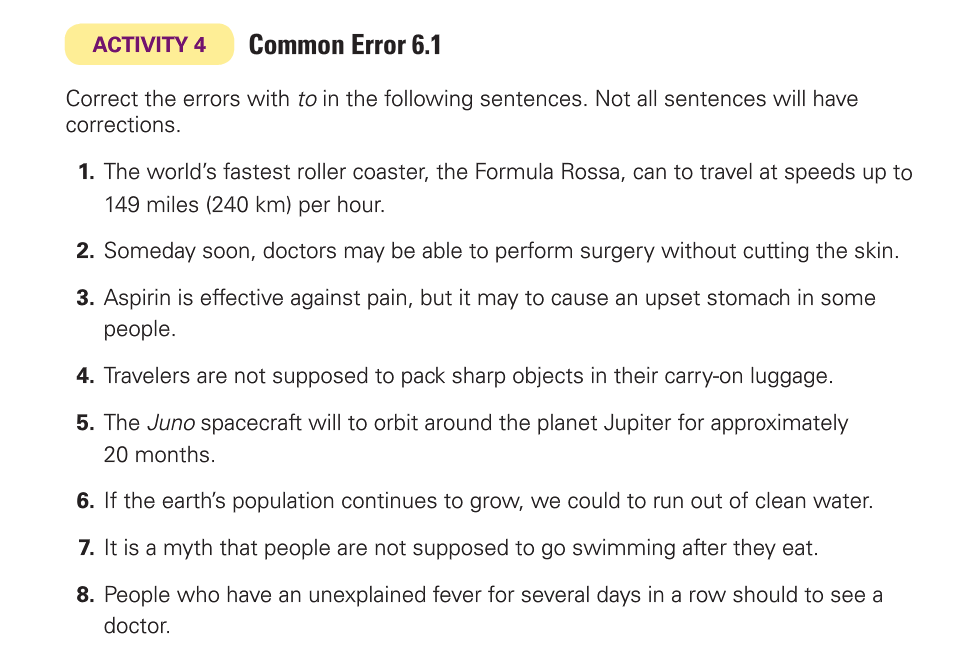 ACTIVITY 4 Common Error 6.1
Correct the errors with to in the following sentences. Not all sentences will have
corrections.
1. The world's fastest roller coaster, the Formula Rossa, can to travel at speeds up to
149 miles (240 km) per hour.
2. Someday soon, doctors may be able to perform surgery without cutting the skin.
3. Aspirin is effective against pain, but it may to cause an upset stomach in some
people.
4. Travelers are not supposed to pack sharp objects in their carry-on luggage.
5. The Juno spacecraft will to orbit around the planet Jupiter for approximately
20 months.
6. If the earth's population continues to grow, we could to run out of clean water.
7. It is a myth that people are not supposed to go swimming after they eat.
8. People who have an unexplained fever for several days in a row should to see a
doctor.